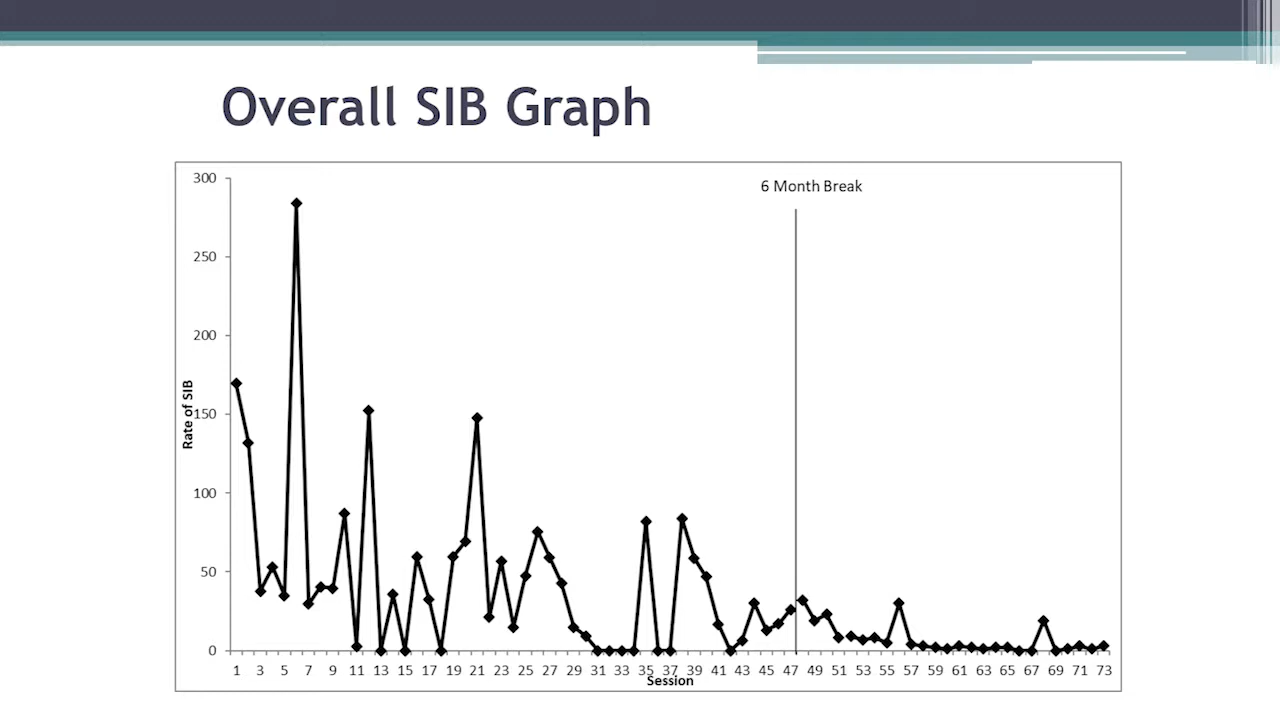 Overall SIB Graph
6 Month Break
300
250
200
150
100
50
0
Rate of SIB
1 3 5 7 9 11 13 15 17 19 21 23 25 27 29 31 33 35 37 39 41 43 45 47 49 51 53 55 57 59 61 63 65 67 69 71 73
Session